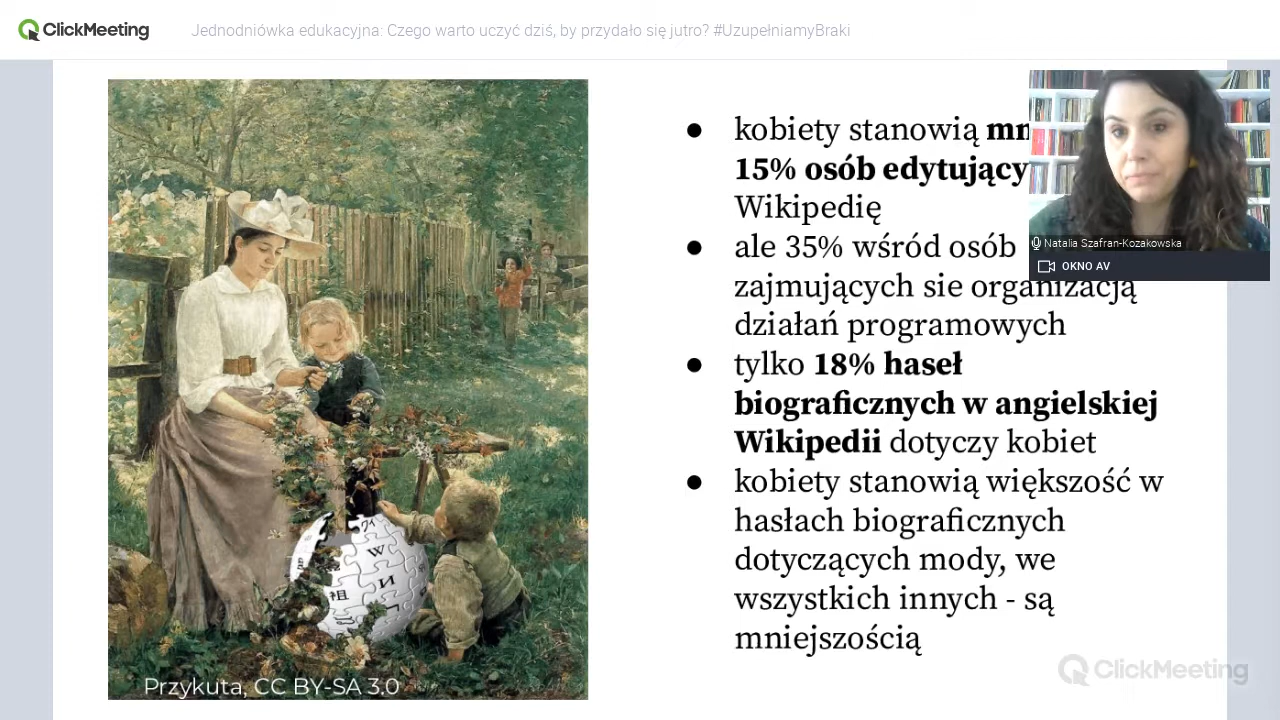 ClickMeeting
Jednodniówka edukacyjna: Czego warto uczyć dziś, by przydało się jutro? #UzupełniamyBraki
● kobiety stanowią
15% osób edytujący
Wikipedię
● ale 35% wśród osób
zajmujących sie organizacją
działań programowych
● tylko 18% haseł
biograficznych w angielskiej
Wikipedii dotyczy kobiet
● kobiety stanowią większość w
hasłach biograficznych
dotyczących mody, we
wszystkich innych - są
mniejszością
Natalia Szafran-Kozakowska
OKNO AV
W
И
祖
Przykuta, CC BY-SA 3.0
ClickMeeting